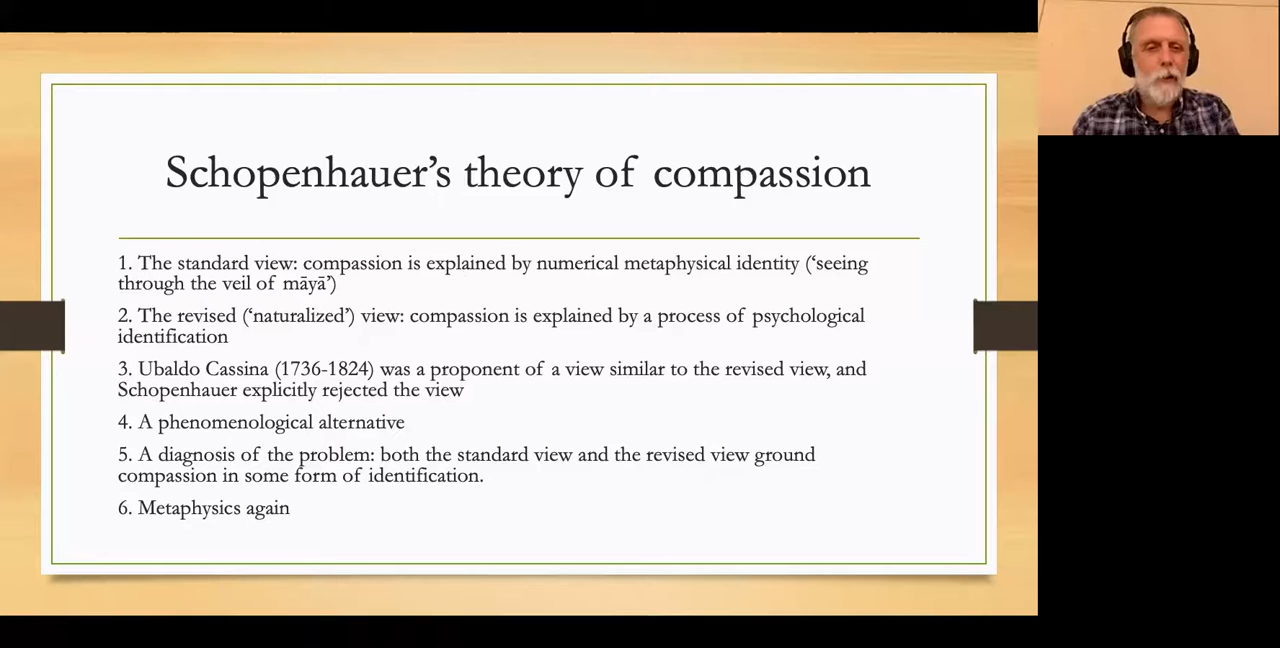 Schopenhauer’s theory of compassion
1. The standard view: compassion is explained by numerical metaphysical identity (‘seeing
through the veil of māyā’)
2. The revised (‘naturalized’) view: compassion is explained by a process of psychological
identification
3. Ubaldo Cassina (1736-1824) was a proponent of a view similar to the revised view, and
Schopenhauer explicitly rejected the view
4. A phenomenological alternative
5. A diagnosis of the problem: both the standard view and the revised view ground
compassion in some form of identification.
6. Metaphysics again